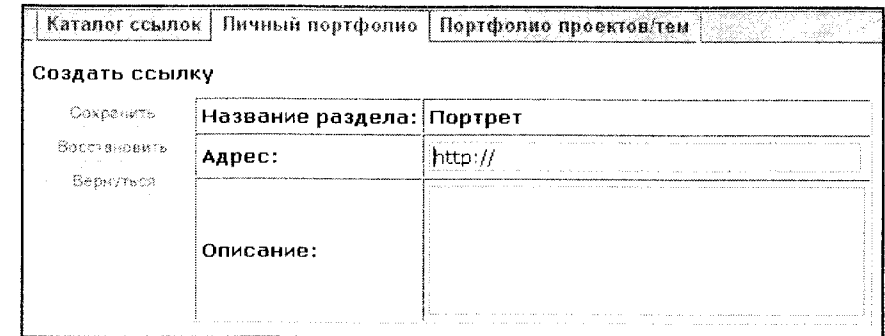 Каталог ссылок Личный портфолио Портфолио проектов/тем
Создать ссылку
Сохранить
Восстановить
Вернуться
Название раздела: Портрет
Адрес: http://
Описание: